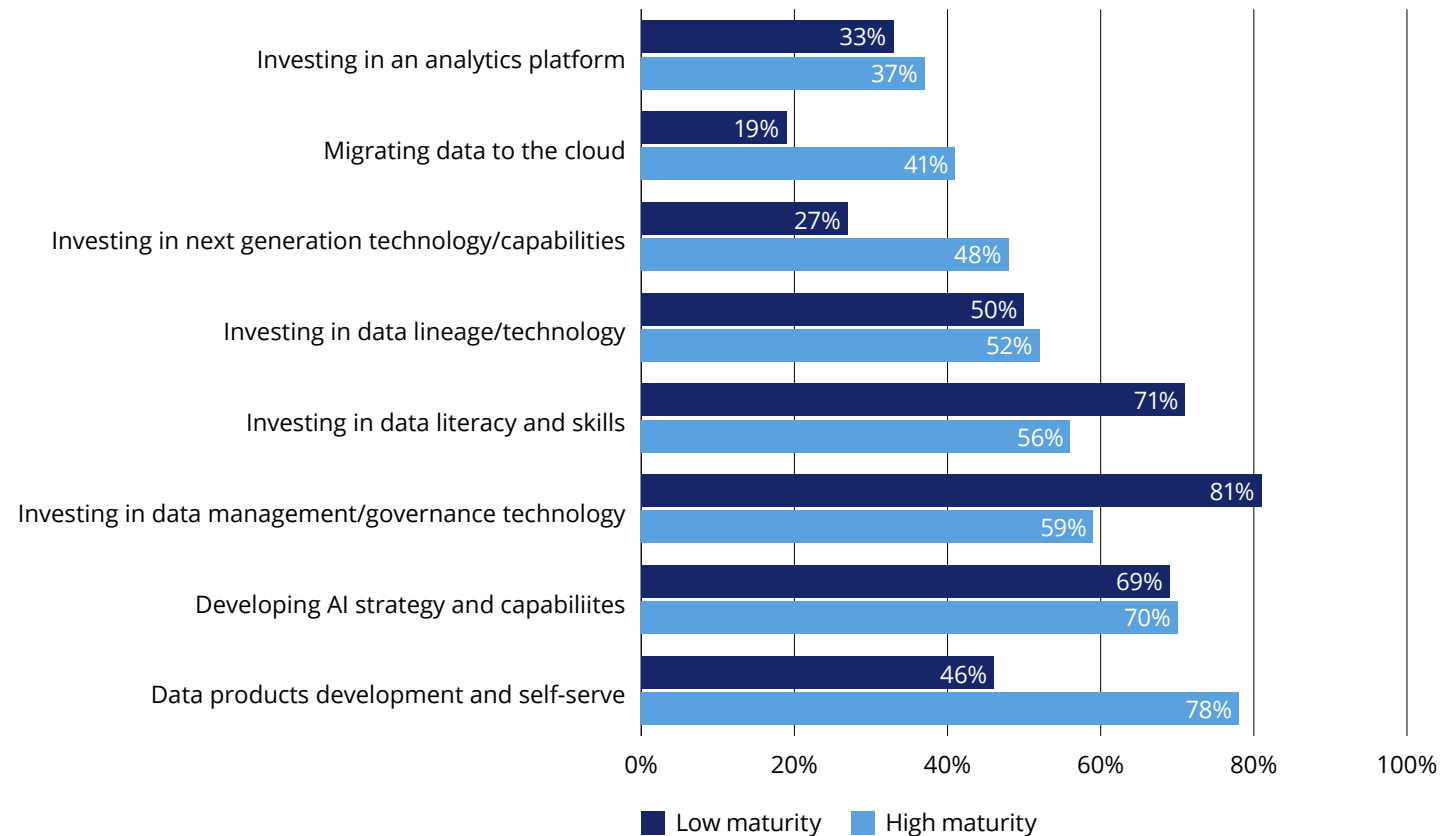 Investing in an analytics platform
33%
37%
Migrating data to the cloud
19%
41%
Investing in next generation technology/capabilities
27%
48%
Investing in data lineage/technology
50%
52%
Investing in data literacy and skills
71%
56%
Investing in data management/governance technology
81%
59%
Developing AI strategy and capabiliites
69%
70%
Data products development and self-serve
46%
78%
0% 20% 40% 60% 80% 100%
Low maturity High maturity